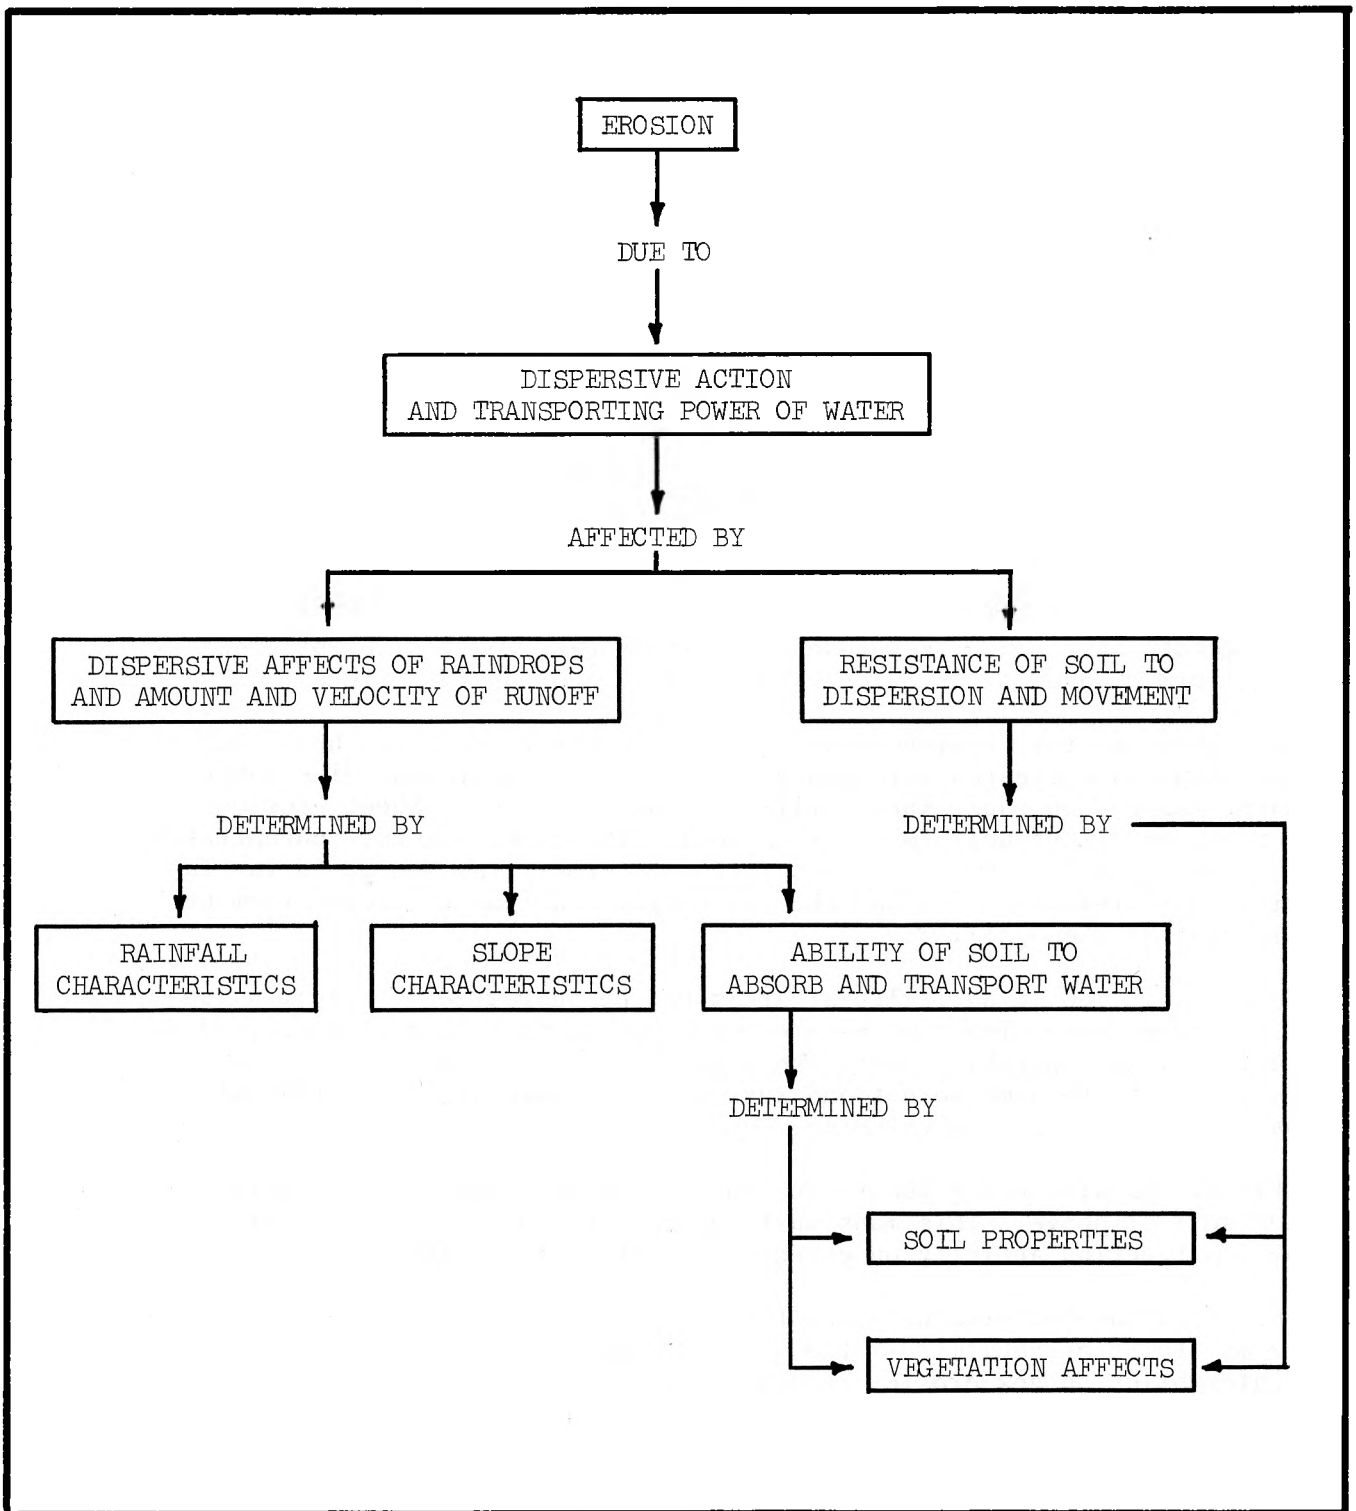 EROSION
DUE TO
DISPERSIVE ACTION
AND TRANSPORTING POWER OF WATER
AFFECTED BY
DISPERSIVE AFFECTS OF RAINDROPS
AND AMOUNT AND VELOCITY OF RUNOFF
RESISTANCE OF SOIL TO
DISPERSION AND MOVEMENT
DETERMINED BY
DETERMINED BY
RAINFALL
CHARACTERISTICS
SLOPE
CHARACTERISTICS
ABILITY OF SOIL TO
ABSORB AND TRANSPORT WATER
DETERMINED BY
SOIL PROPERTIES
VEGETATION AFFECTS